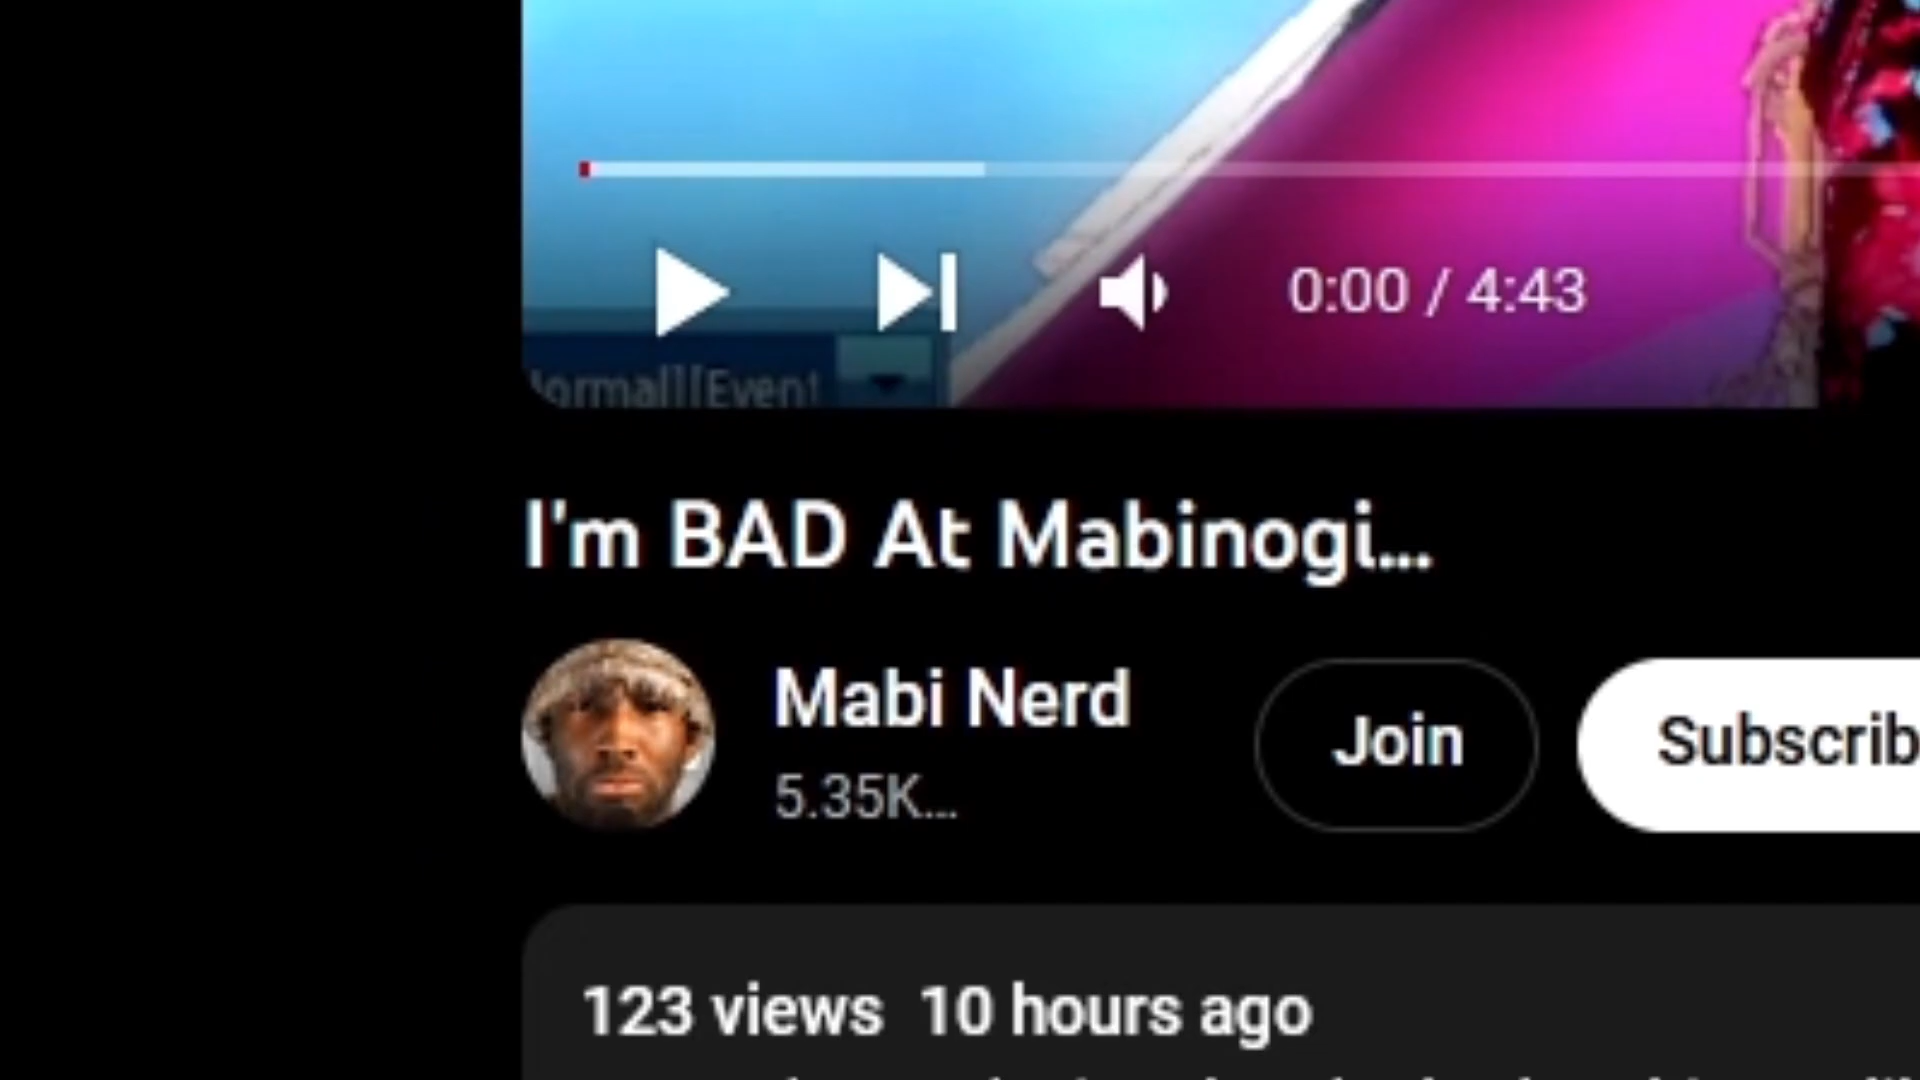 0:00 / 4:43
I'm BAD At Mabinogi...
Mabi Nerd
Join
Subscrib
5.35K...
123 views 10 hours ago